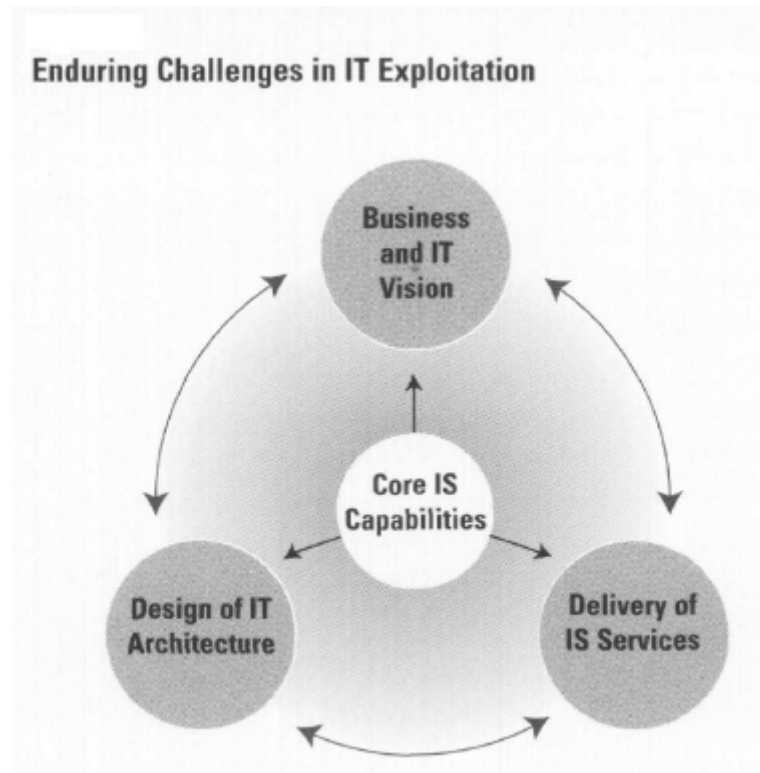 Enduring Challenges in IT Exploitation
Business
and IT
Vision
Core IS
Capabilities
Design of IT
Architecture
Delivery of
IS Services